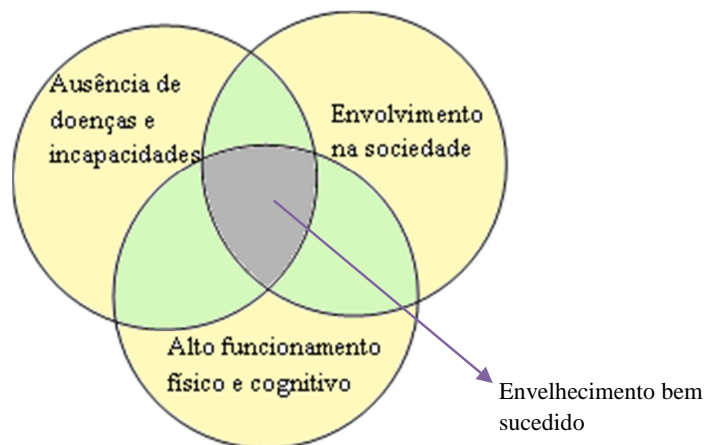 Ausência de
doenças e
incapacidades
Envolvimento
na sociedade
Alto funcionamento
físico e cognitivo
Envelhecimento bem
sucedido